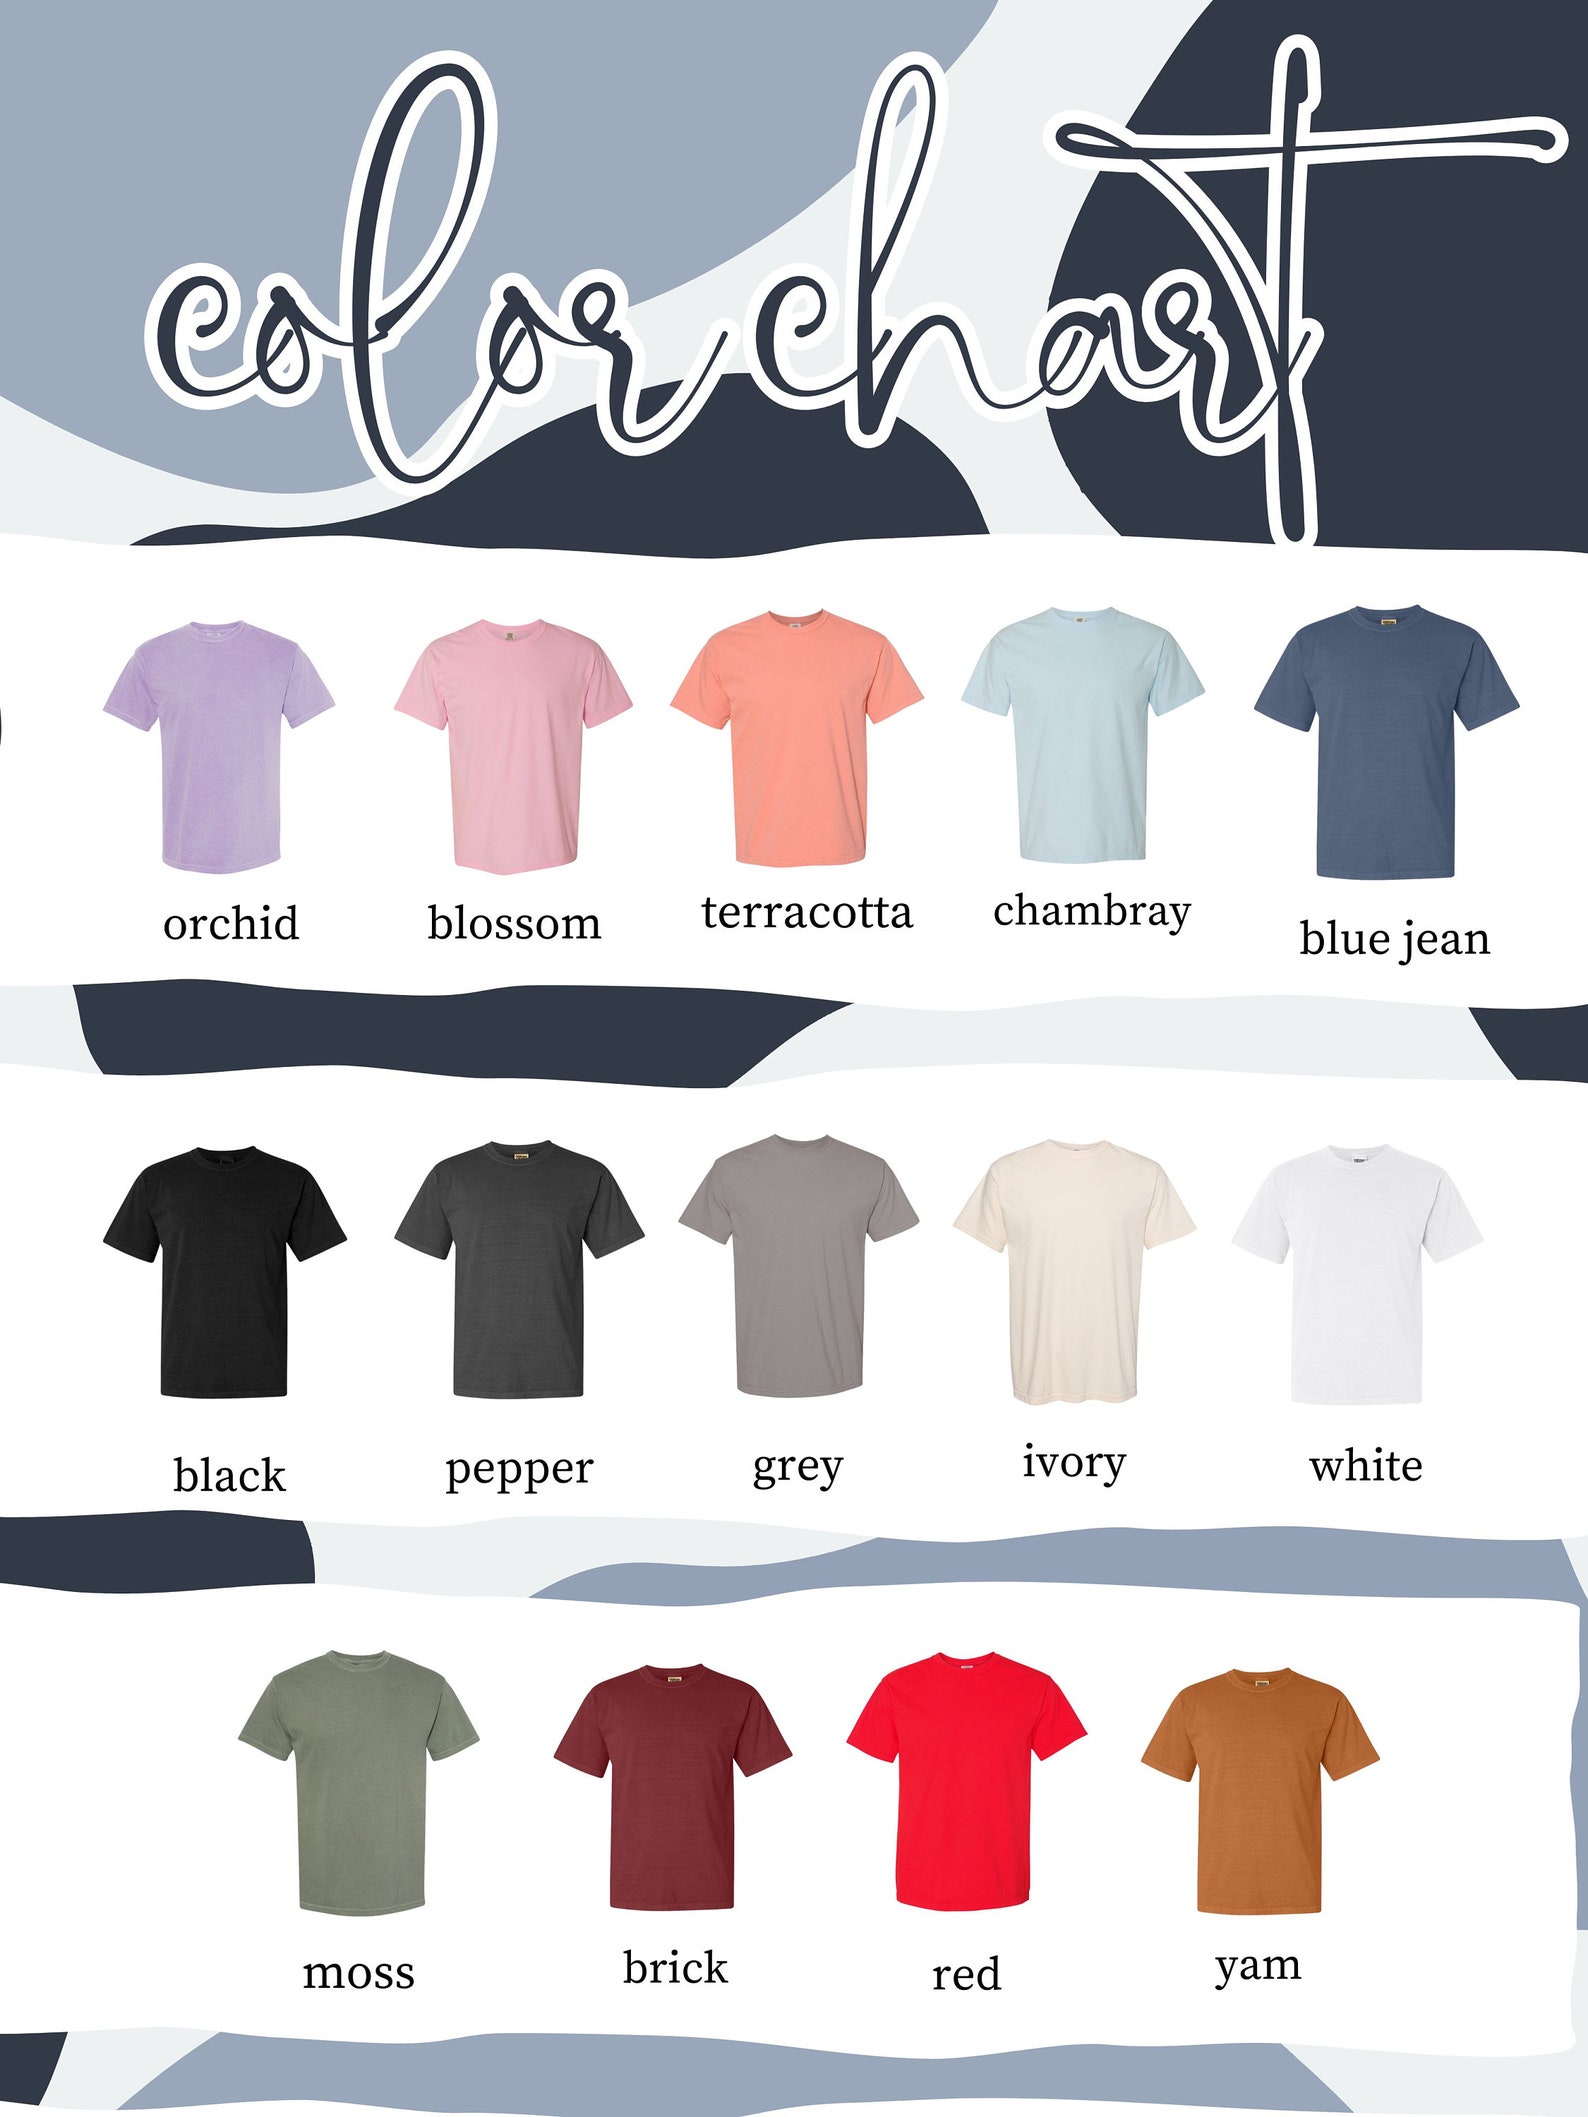 color chart
orchid
blossom
terracotta
chambray
blue jean
black
pepper
grey
ivory
white
moss
brick
red
yam